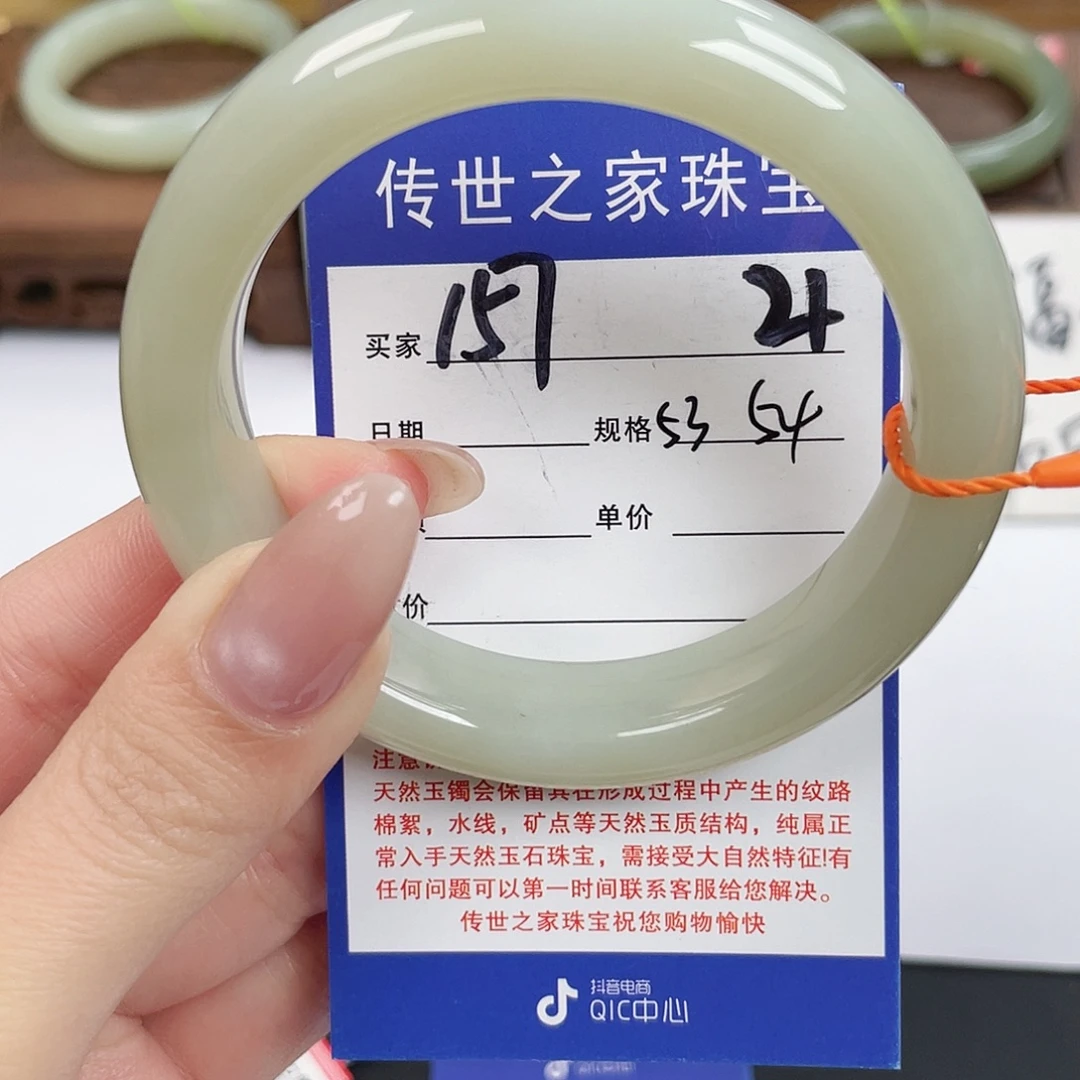 传世之家珠宝
买家 157 21
日期 规格 53 54
单价
价
注意
天然玉镯会保留其在形成过程中产生的纹路
棉絮，水线，矿点等天然玉质结构，纯属正
常入手天然玉石珠宝，需接受大自然特征!有
任何问题可以第一时间联系客服给您解决。
传世之家珠宝祝您购物愉快
抖音电商
QIC中心